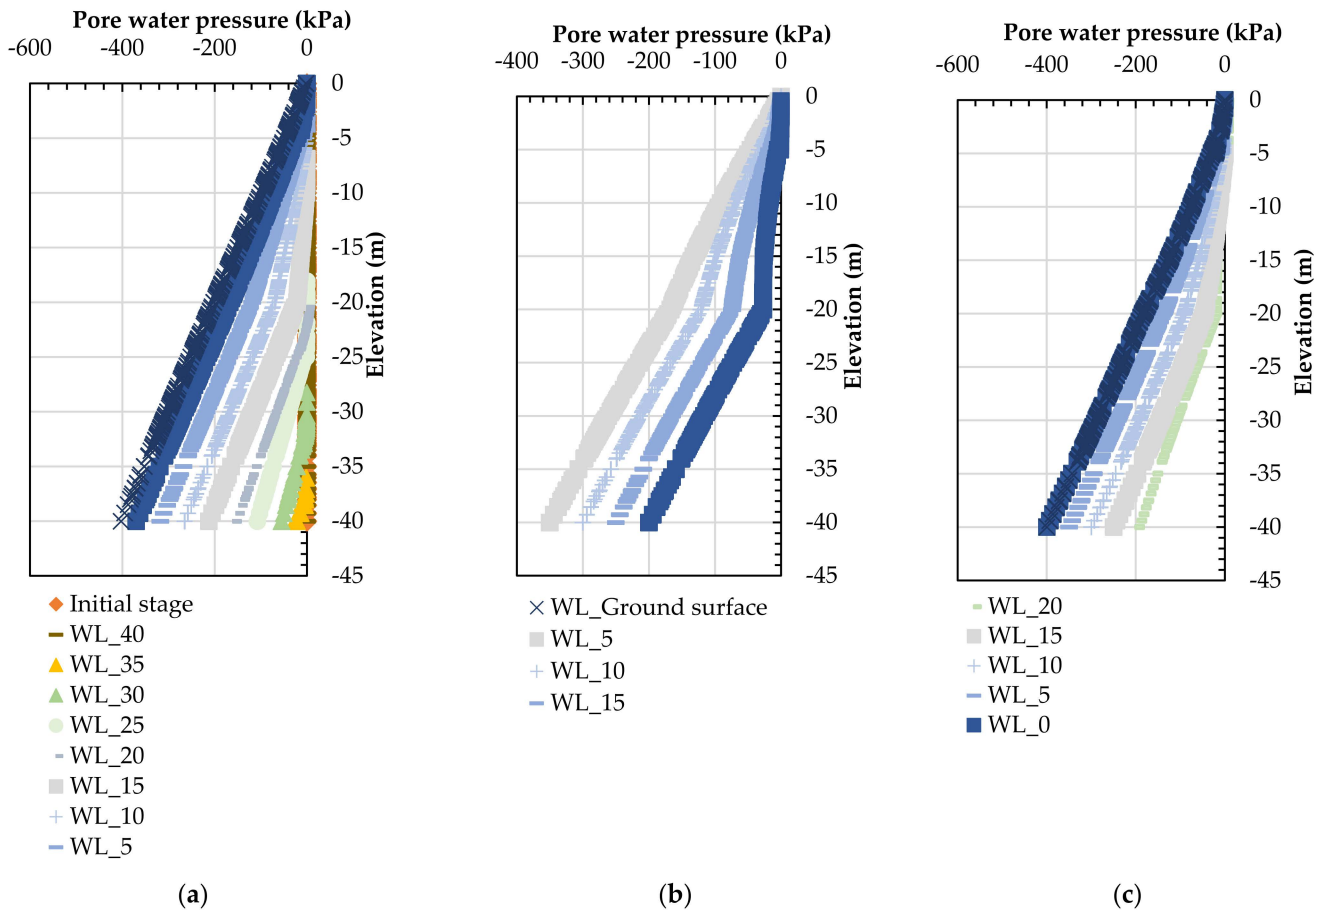 Pore water pressure (kPa)
-600 -400 -200 0
0
-5
-10
-15
-20
-25
-30
-35
-40
-45
Elevation (m)
Initial stage
WL_40
WL_35
WL_30
WL_25
WL_20
WL_15
WL_10
WL_5
(a)
Pore water pressure (kPa)
-400 -300 -200 -100 0
0
-5
-10
-15
-20
-25
-30
-35
-40
-45
Elevation (m)
WL_Ground surface
WL_5
WL_10
WL_15
(b)
Pore water pressure (kPa)
-600 -400 -200 0
0
-5
-10
-15
-20
-25
-30
-35
-40
-45
Elevation (m)
WL_20
WL_15
WL_10
WL_5
WL_0
(c)